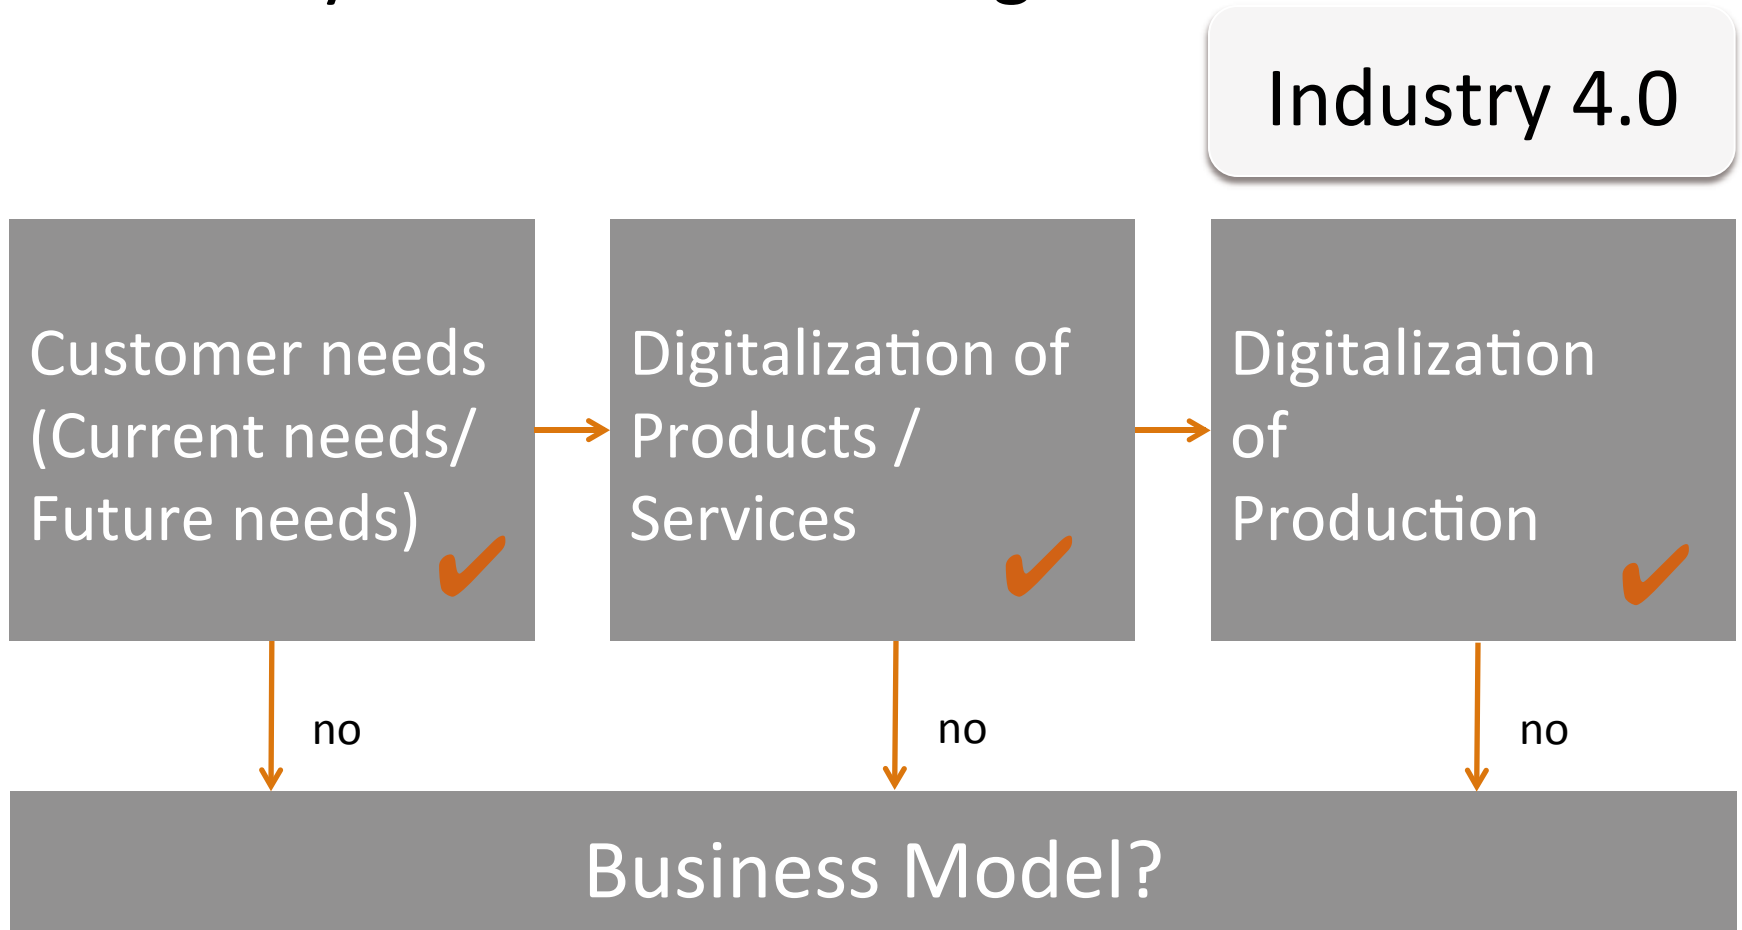 Industry 4.0
Customer needs
(Current needs/
Future needs)
Digitalization of
Products /
Services
Digitalization
of
Production
no
no
no
Business Model?